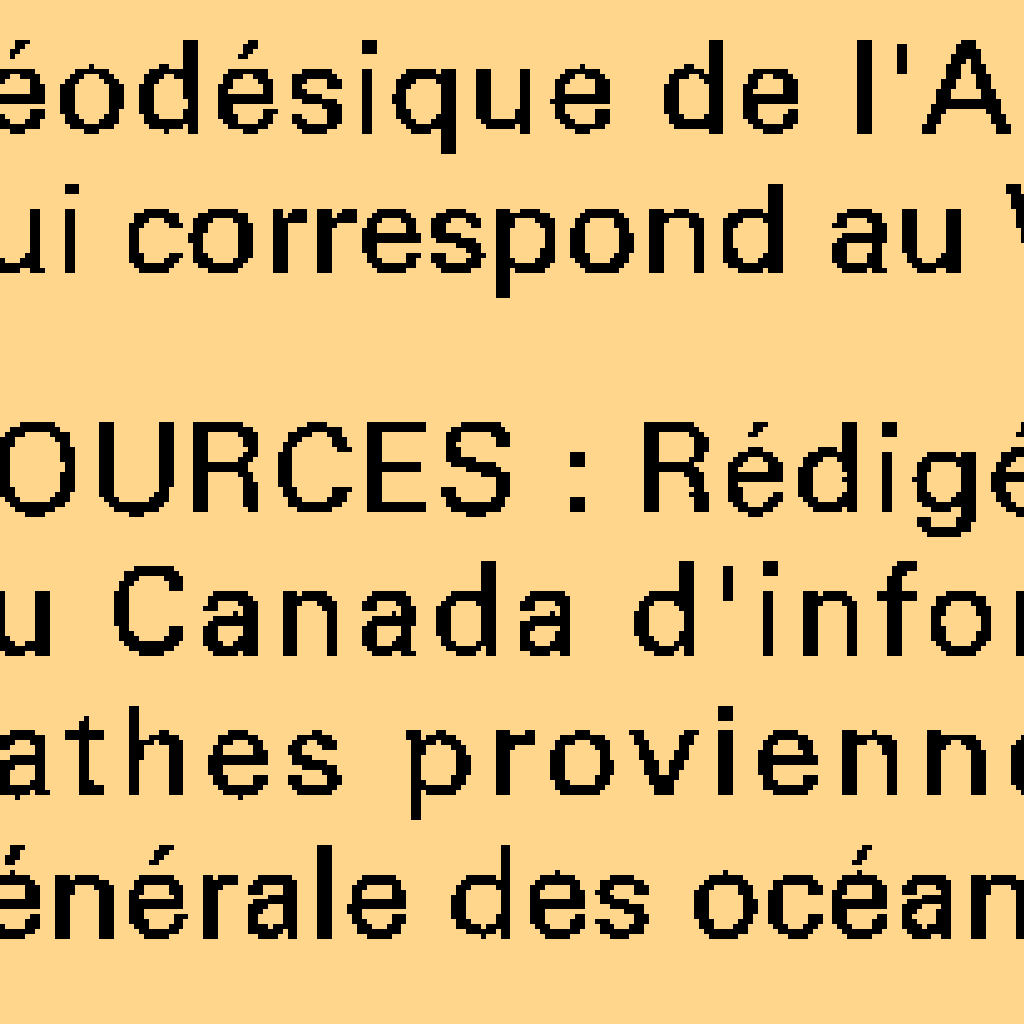 éodésique de l'A
ui correspond au
OURCES : Rédigé
u Canada d'infor
athes provienne
énérale des océan